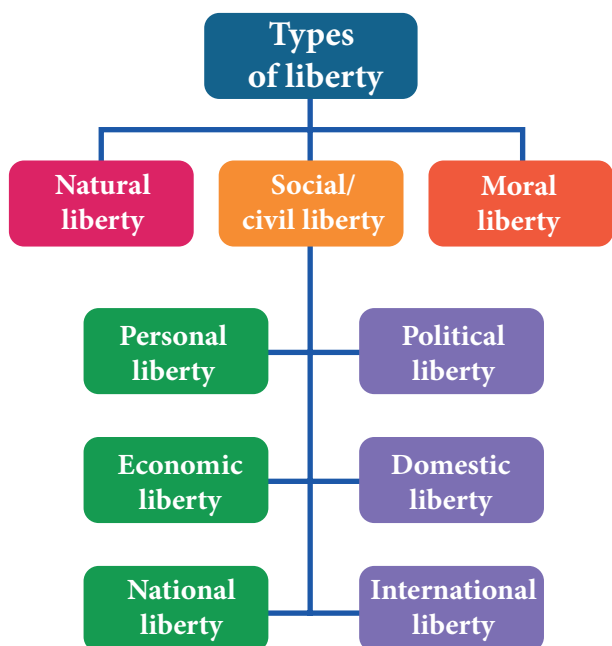 Types
of liberty
Natural
liberty
Social/
civil liberty
Moral
liberty
Personal
liberty
Political
liberty
Economic
liberty
Domestic
liberty
National
liberty
International
liberty